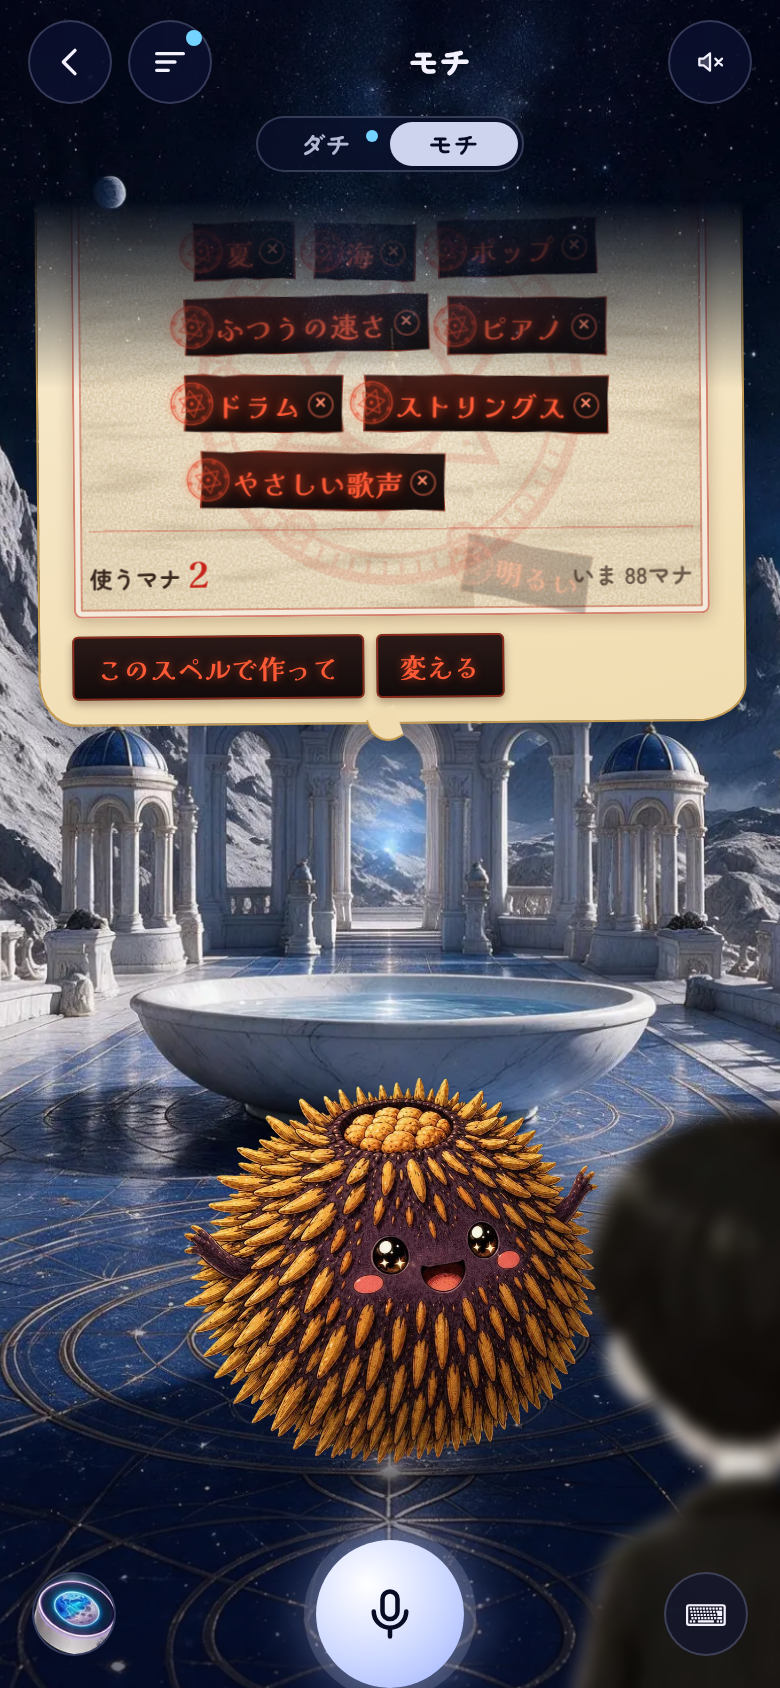 モチ
ダチ モチ
夏 海 ポップ
ふつうの速さ ピアノ
ドラム ストリングス
やさしい歌声
使うマナ 2 明るい いま 88マナ
このスペルで作って 変える